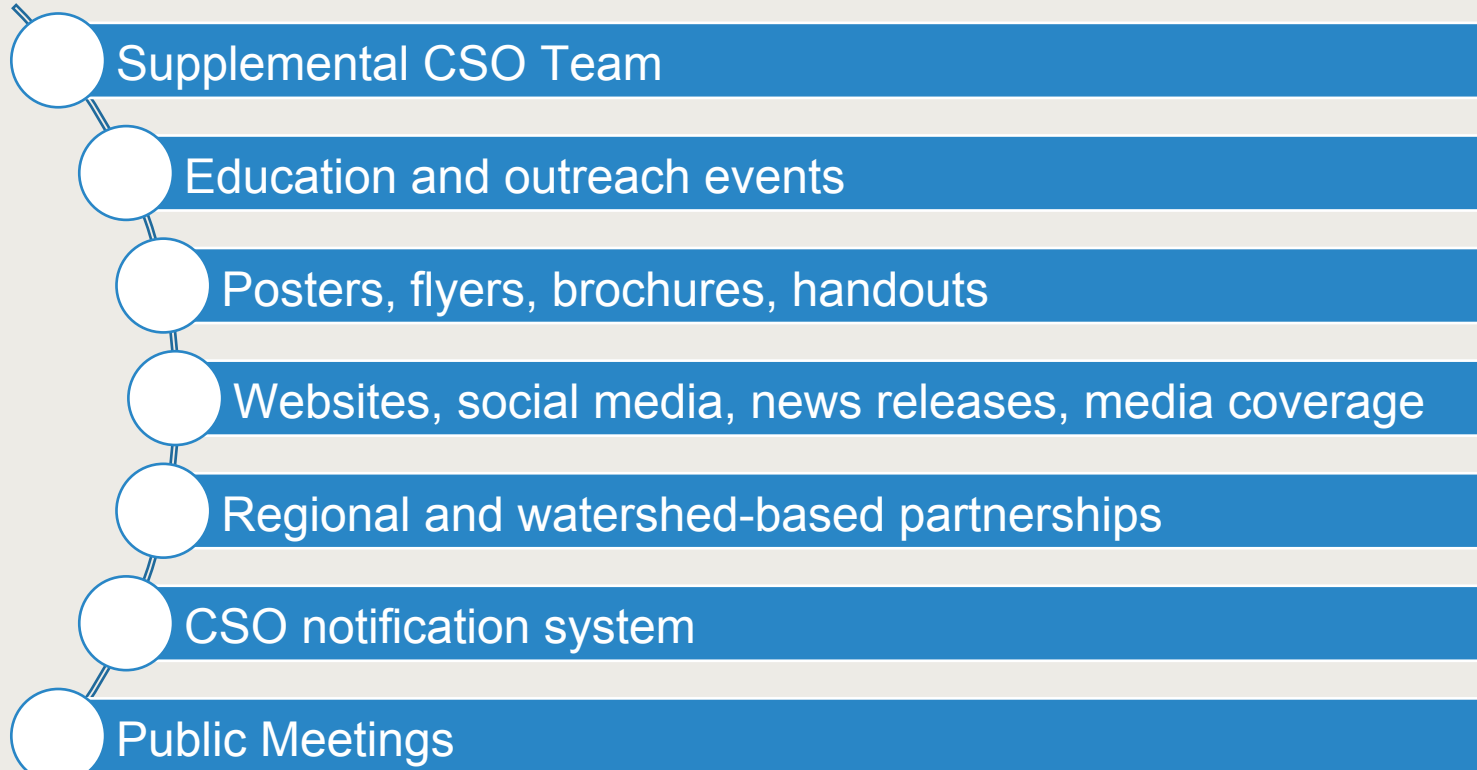 Supplemental CSO Team
Education and outreach events
Posters, flyers, brochures, handouts
Websites, social media, news releases, media coverage
Regional and watershed-based partnerships
CSO notification system
Public Meetings